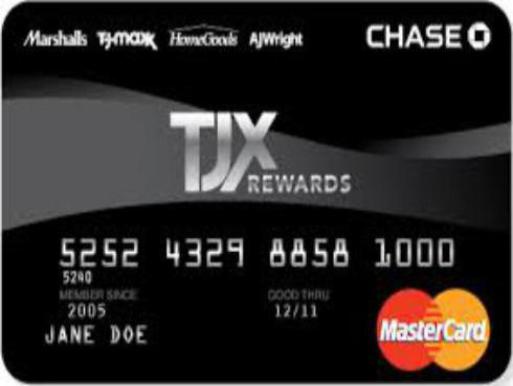 Marshalls T·J·maxx HomeGoods AJWright CHASE
TJX
REWARDS
5252 4329 8858 1000
5240
MEMBER SINCE GOOD THRU
2005 12/11
JANE DOE
MasterCard